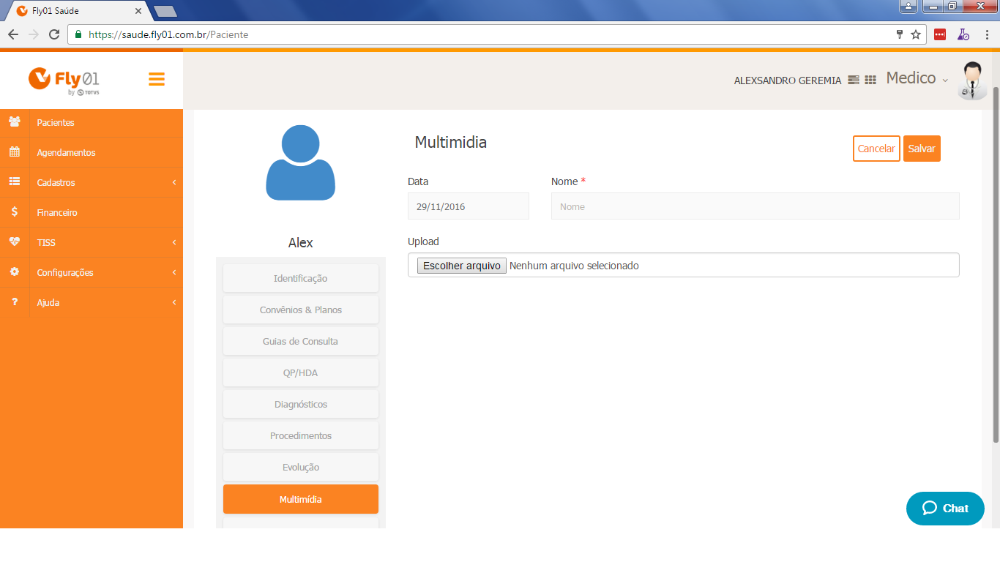 Fly01 Saúde
https://saude.fly01.com.br/Paciente
Fly01
by TOTVS
ALEXSANDRO GEREMIA
Medico
Pacientes
Agendamentos
Cadastros
Financeiro
TISS
Configurações
Ajuda
Alex
Identificação
Convênios & Planos
Guias de Consulta
QP/HDA
Diagnósticos
Procedimentos
Evolução
Multimídia
Multimidia
Cancelar
Salvar
Data
Nome *
29/11/2016
Nome
Upload
Escolher arquivo Nenhum arquivo selecionado
Chat